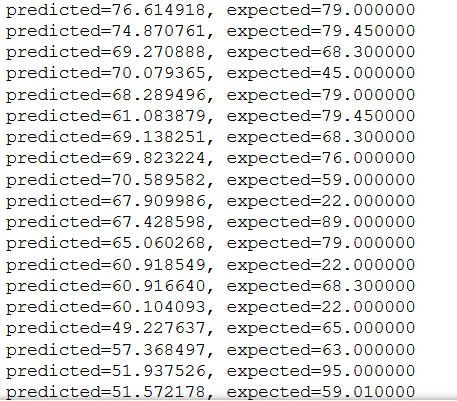 predicted=76.614918, expected=79.000000
predicted=74.870761, expected=79.450000
predicted=69.270888, expected=68.300000
predicted=70.079365, expected=45.000000
predicted=68.289496, expected=79.000000
predicted=61.083879, expected=79.450000
predicted=69.138251, expected=68.300000
predicted=69.823224, expected=76.000000
predicted=70.589582, expected=59.000000
predicted=67.909986, expected=22.000000
predicted=67.428598, expected=89.000000
predicted=65.060268, expected=79.000000
predicted=60.918549, expected=22.000000
predicted=60.916640, expected=68.300000
predicted=60.104093, expected=22.000000
predicted=49.227637, expected=65.000000
predicted=57.368497, expected=63.000000
predicted=51.937526, expected=95.000000
predicted=51.572178, expected=59.010000